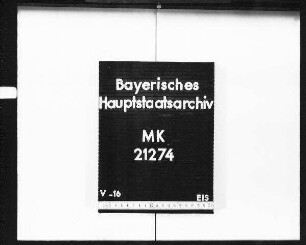 Bayerisches
Hauptstaatsarchiv
MK
21274
V -16 EIS